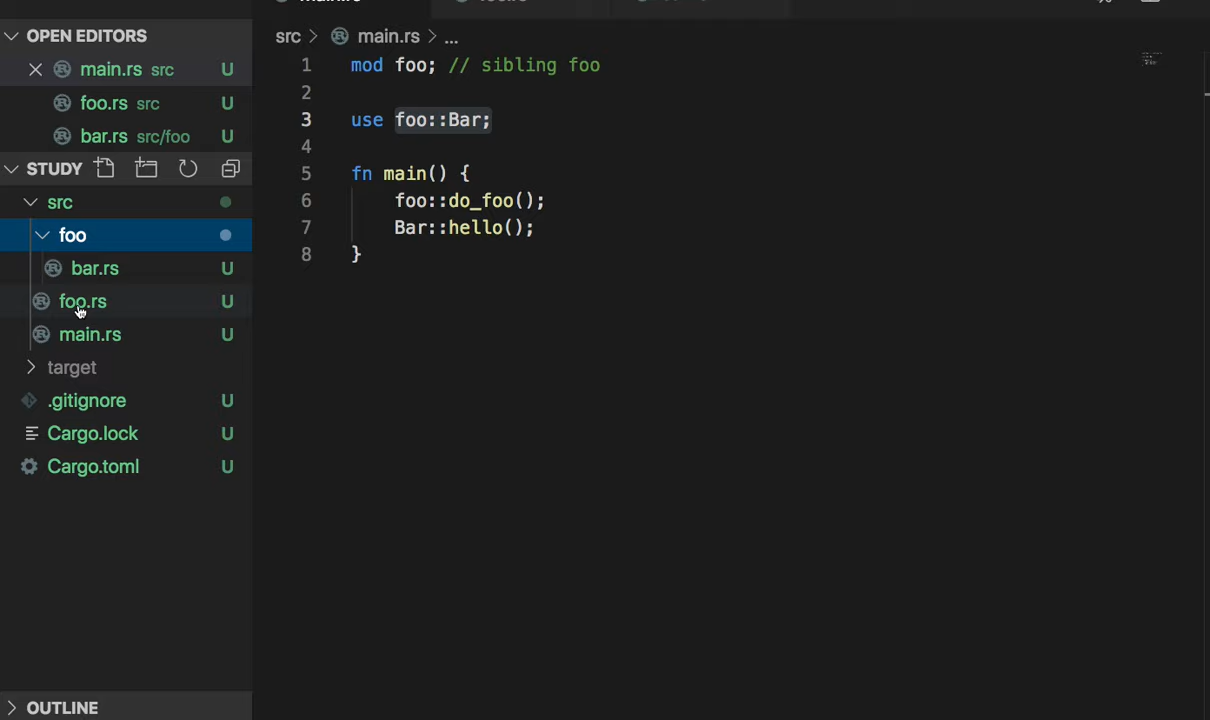 OPEN EDITORS
main.rs src U
foo.rs src U
bar.rs src/foo U
STUDY
src
foo
bar.rs U
foo.rs U
main.rs U
target
.gitignore U
Cargo.lock U
Cargo.toml U
OUTLINE
src > main.rs > ...
1 mod foo; // sibling foo
2
3 use foo::Bar;
4
5 fn main() {
6 foo::do_foo();
7 Bar::hello();
8 }